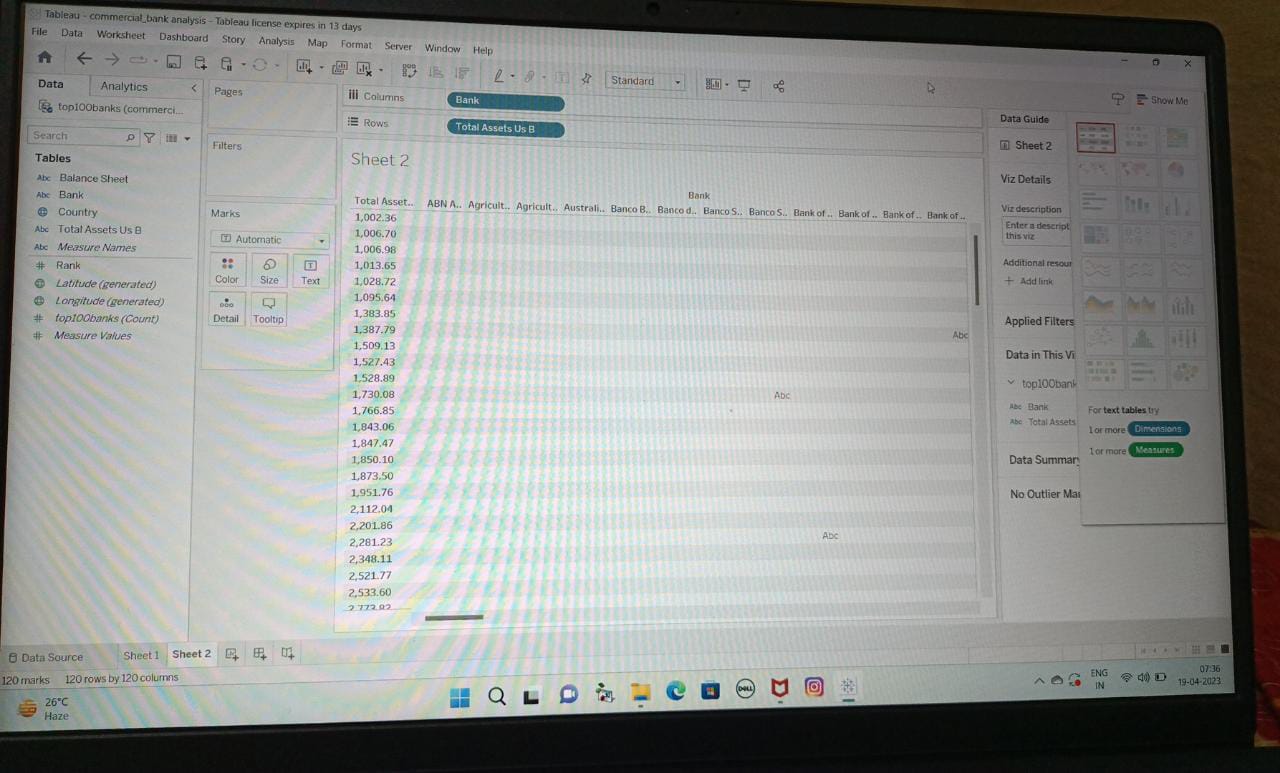 Tableau - commercial_bank analysis - Tableau license expires in 13 days
File Data Worksheet Dashboard Story Analysis Map Format Server Window Help
Standard
Show Me
Data Analytics
top100banks (commerci...
Search
Tables
Abc Balance Sheet
Abc Bank
Country
Abc Total Assets Us B
Abc Measure Names
# Rank
Latitude (generated)
Longitude (generated)
# top100banks (Count)
# Measure Values
Pages
Filters
Marks
Automatic
Color Size Text
Detail Tooltip
Columns Bank
Rows Total Assets Us B
Sheet 2
Bank
Total Asset.. ABN A.. Agricult.. Agricult.. Australi.. Banco B.. Banco d.. Banco S.. Banco S.. Bank of .. Bank of .. Bank of .. Bank of ..
1,002.36
1,006.70
1,006.98
1,013.65
1,028.72
1,095.64
1,383.85
1,387.79 Abc
1,509.13
1,527.43
1,528.89
1,730.08 Abc
1,766.85
1,843.06
1,847.47
1,850.10
1,873.50
1,951.76
2,112.04
2,201.86
2,281.23 Abc
2,348.11
2,521.77
2,533.60
Data Guide
Sheet 2
Viz Details
Viz description
Enter a descript
this viz
Additional resour
+ Add link
Applied Filters
Data in This Vi
top100bank
Abc Bank
Abc Total Assets
Data Summary
No Outlier Mar
For text tables try
1 or more Dimensions
1 or more Measures
Data Source Sheet 1 Sheet 2
120 marks 120 rows by 120 columns
26°C
Haze
DELL
ENG
IN
07:36
19-04-2023